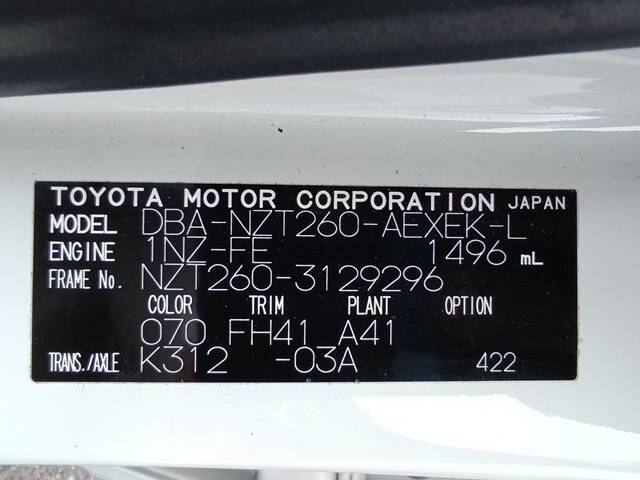 TOYOTA MOTOR CORPORATION JAPAN
MODEL DBA-NZT260-AEXEK-L
ENGINE 1NZ-FE 1496 mL
FRAME No. NZT260-3129296
COLOR TRIM PLANT OPTION
070 FH41 A41
TRANS./AXLE K312 -03A 422